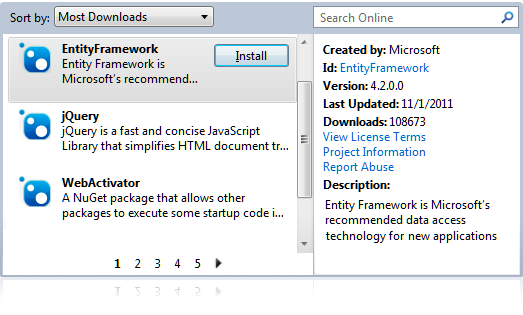 Sort by: Most Downloads
Search Online
EntityFramework
Entity Framework is
Microsoft's recommend...
Install
jQuery
jQuery is a fast and concise JavaScript
Library that simplifies HTML document tr...
WebActivator
A NuGet package that allows other
packages to execute some startup code i...
1 2 3 4 5
Created by: Microsoft
Id: EntityFramework
Version: 4.2.0.0
Last Updated: 11/1/2011
Downloads: 108673
View License Terms
Project Information
Report Abuse
Description:
Entity Framework is Microsoft's
recommended data access
technology for new applications